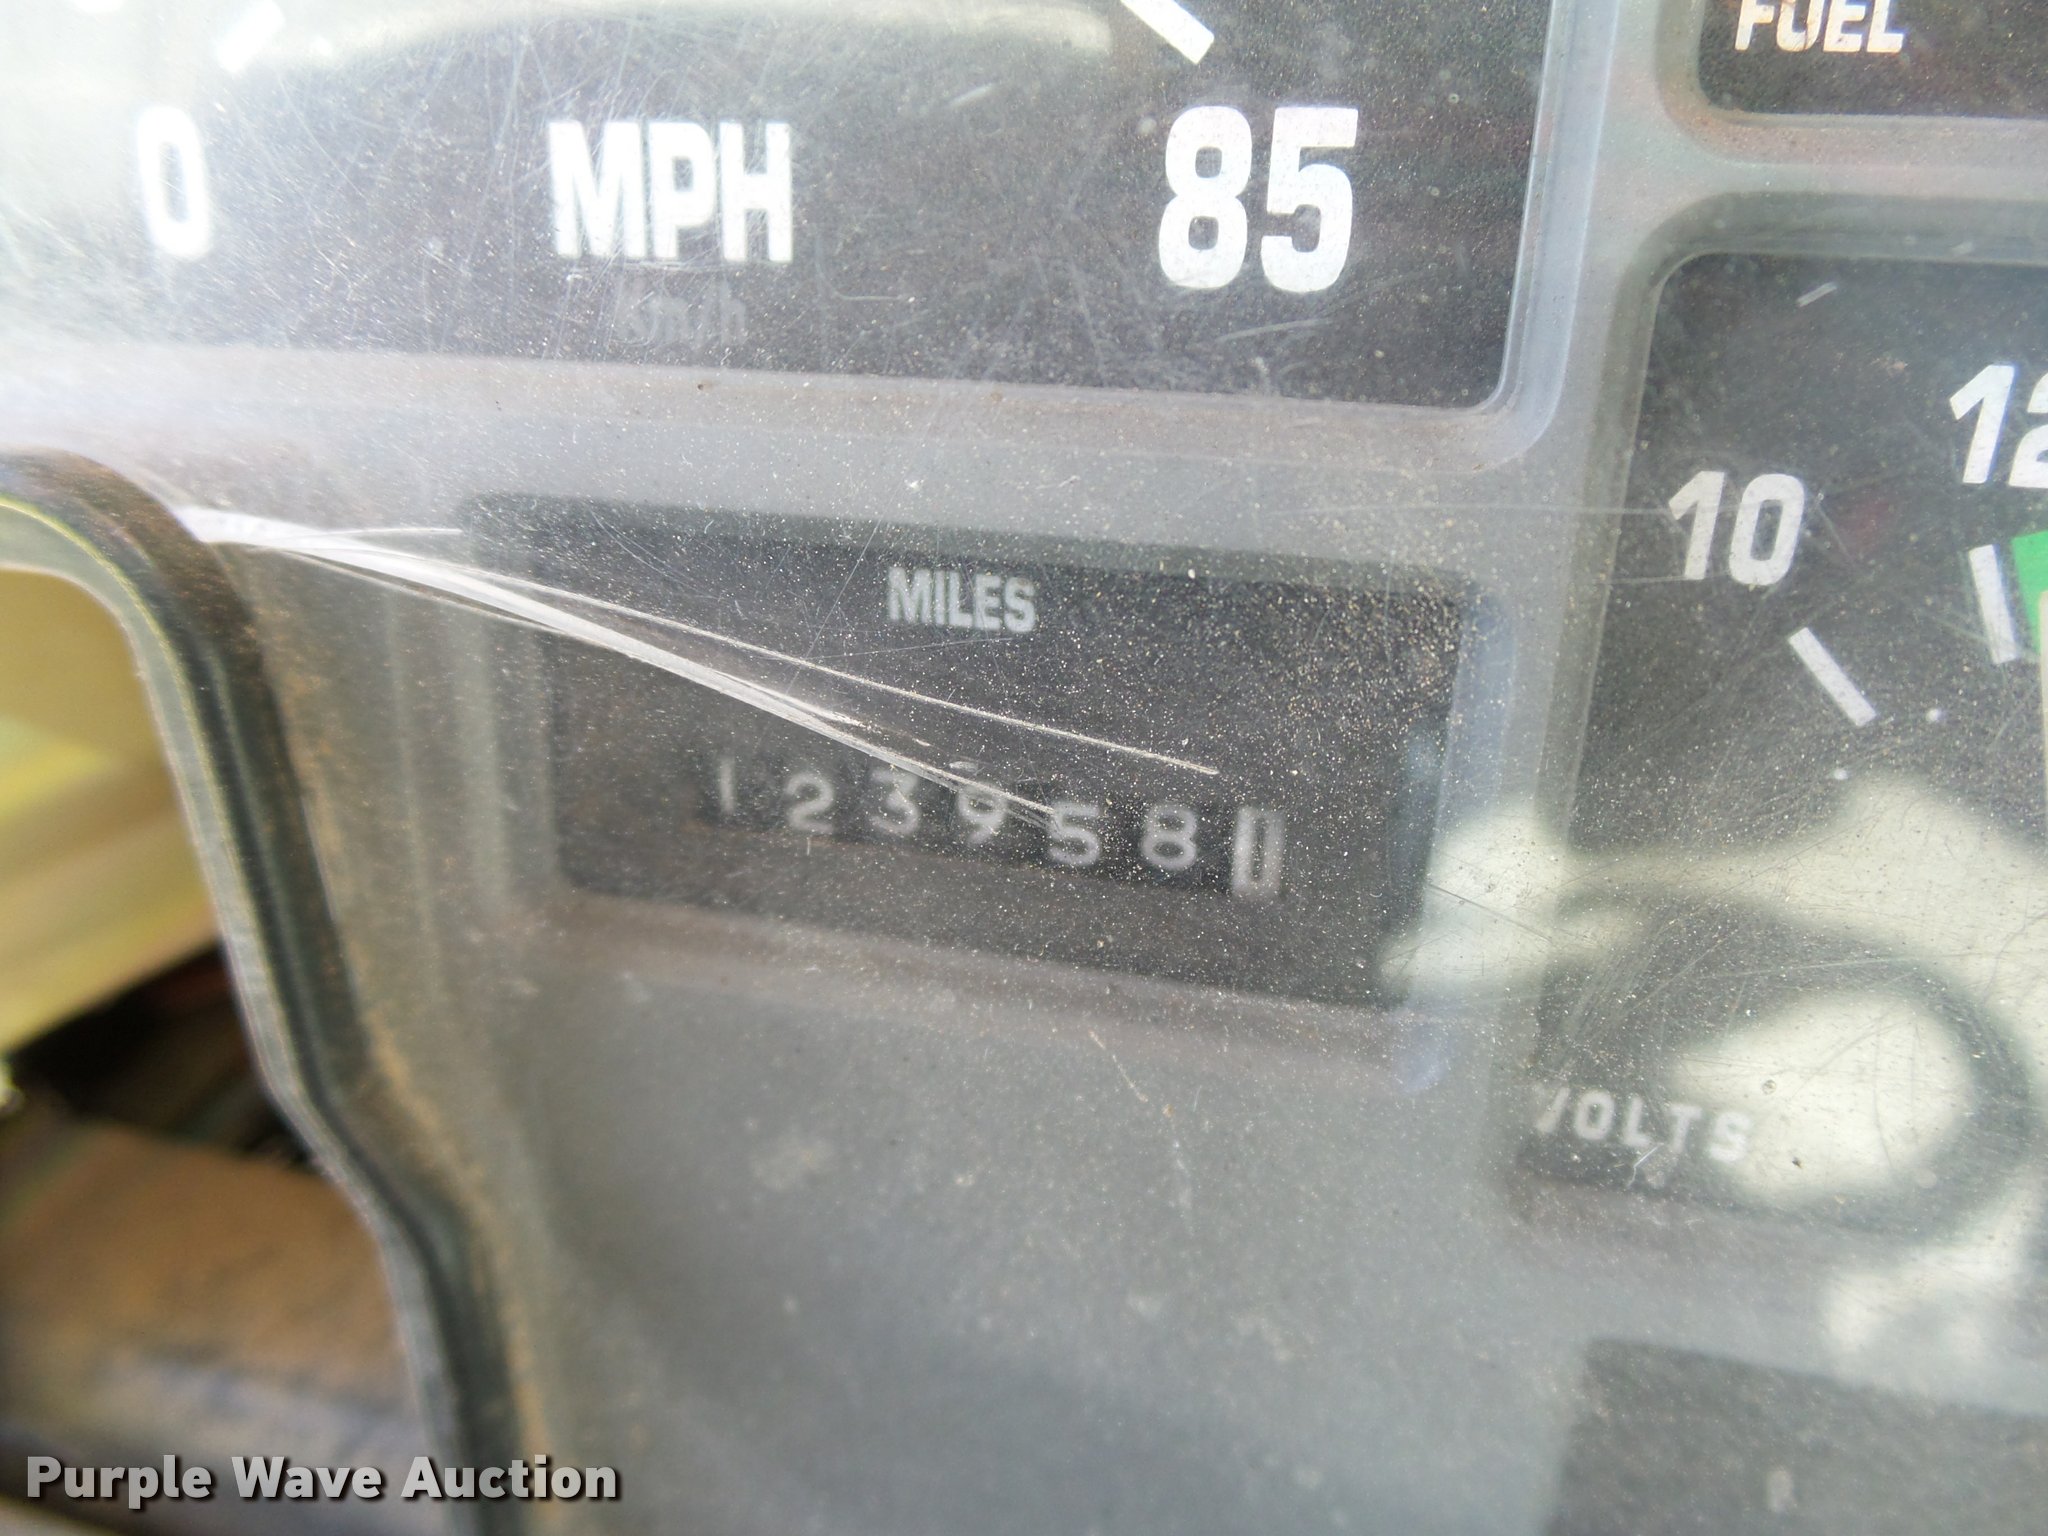 FUEL
0 MPH 85
km/h
12
10
MILES
1239581
VOLTS
Purple Wave Auction